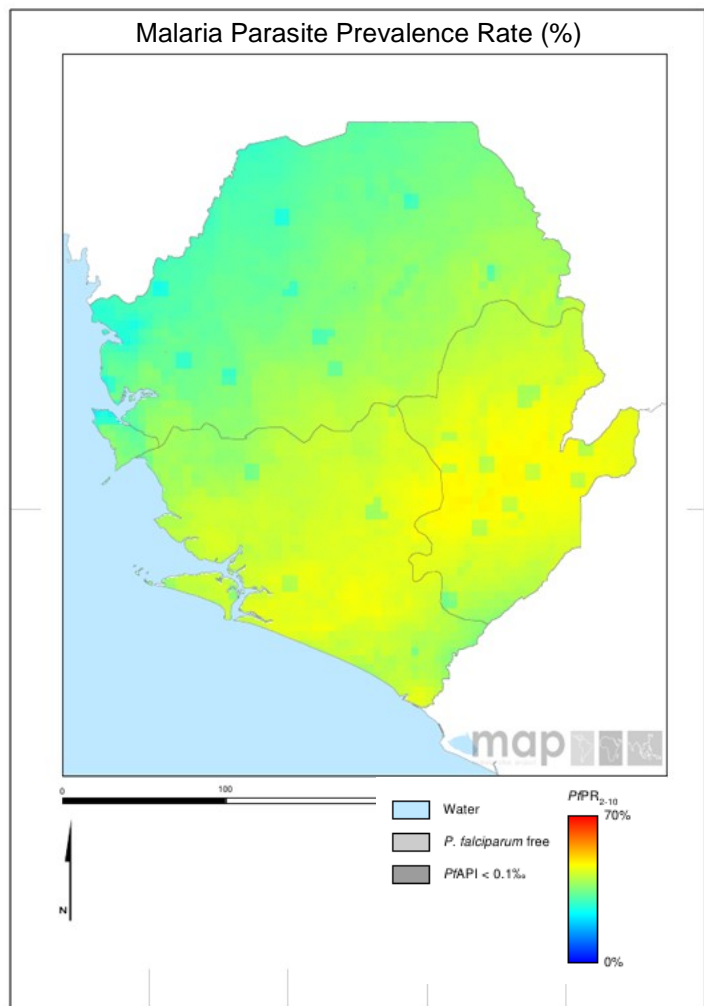 Malaria Parasite Prevalence Rate (%)
map
0
100
N
Water
P. falciparum free
PfAPI < 0.1‰
PfPR2-10
70%
0%